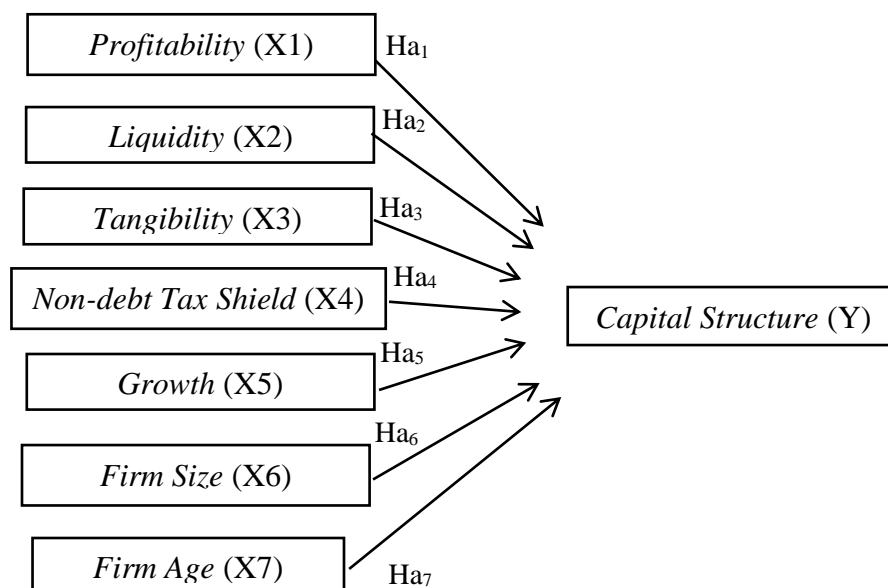 Profitability (X1)
Ha1
Liquidity (X2)
Ha2
Tangibility (X3)
Ha3
Non-debt Tax Shield (X4)
Ha4
Capital Structure (Y)
Growth (X5)
Ha5
Firm Size (X6)
Ha6
Firm Age (X7)
Ha7